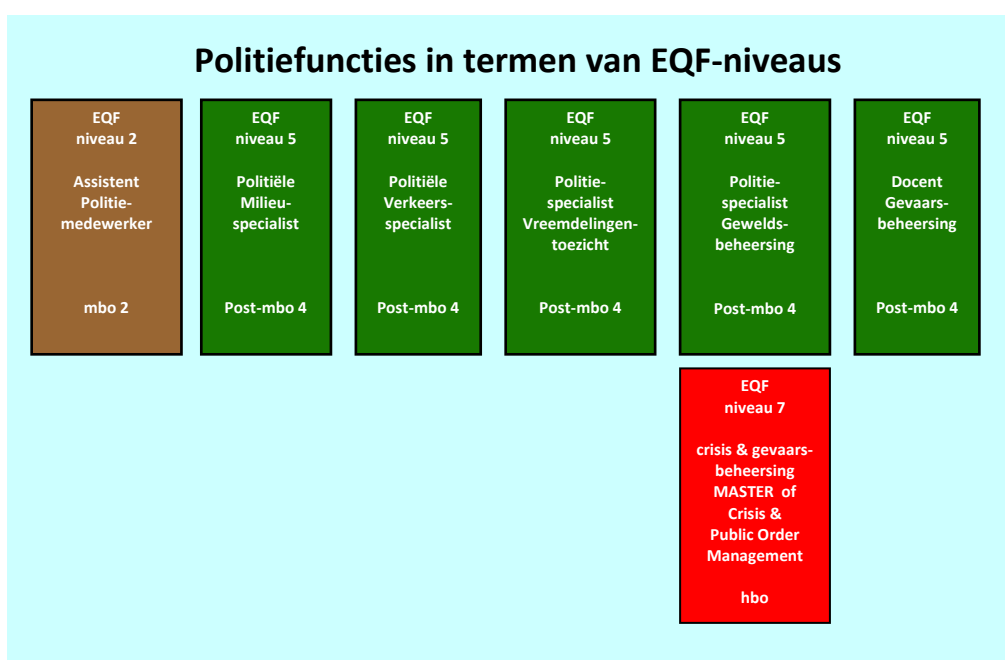 Politiefuncties in termen van EQF-niveaus
EQF
niveau 2
Assistent
Politie-
medewerker
mbo 2
EQF
niveau 5
Politiële
Milieu-
specialist
Post-mbo 4
EQF
niveau 5
Politiële
Verkeers-
specialist
Post-mbo 4
EQF
niveau 5
Politie-
specialist
Vreemdelingen-
toezicht
Post-mbo 4
EQF
niveau 5
Politie-
specialist
Gewelds-
beheersing
Post-mbo 4
EQF
niveau 5
Docent
Gevaars-
beheersing
Post-mbo 4
EQF
niveau 7
crisis & gevaars-
beheersing
MASTER of
Crisis &
Public Order
Management
hbo